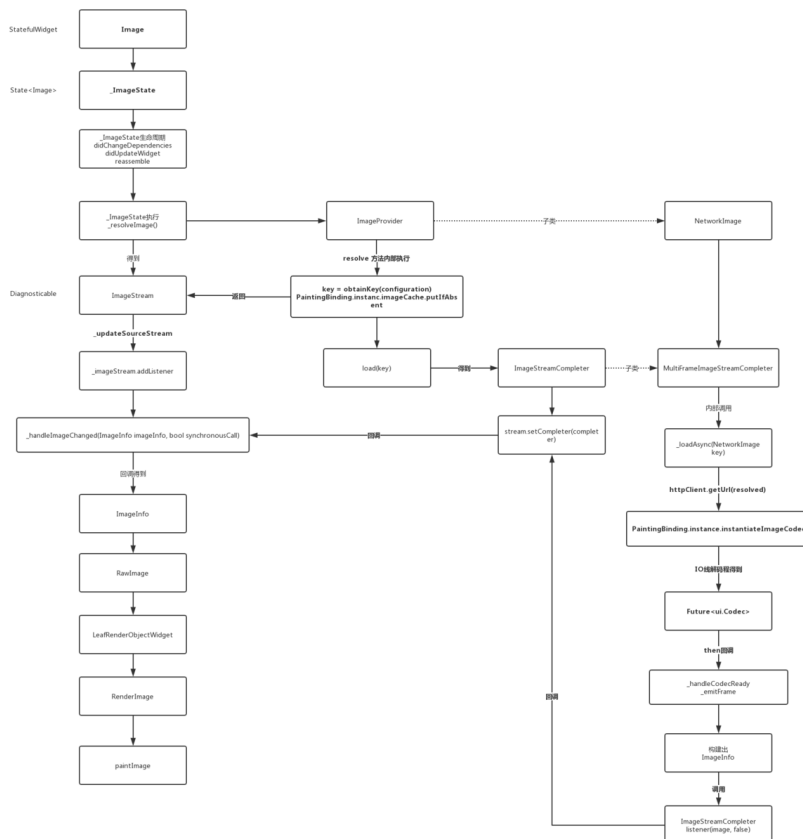 StatefulWidget
Image
State<Image>
_ImageState
_ImageState生命周期
didChangeDependencies
didUpdateWidget
reassemble
_ImageState执行
_resolveImage()
ImageProvider
子类
NetworkImage
得到
resolve 方法内部执行
Diagnosticable
ImageStream
返回
key = obtainKey(configuration)
PaintingBinding.instanc.imageCache.putIfAbs
ent
_updateSourceStream
_imageStream.addListener
load(key)
得到
ImageStreamCompleter
子类
MultiFrameImageStreamCompleter
内部调用
_handleImageChanged(ImageInfo imageInfo, bool synchronousCall)
回调
stream.setCompleter(complet
er)
_loadAsync(NetworkImage
key)
回调得到
httpClient.getUrl(resolved)
ImageInfo
PaintingBinding.instance.instantiateImageCodec
IO线解码程得到
RawImage
Future<ui.Codec>
LeafRenderObjectWidget
then回调
RenderImage
回调
_handleCodecReady
_emitFrame
paintImage
构建出
ImageInfo
调用
ImageStreamCompleter
listener(image, false)